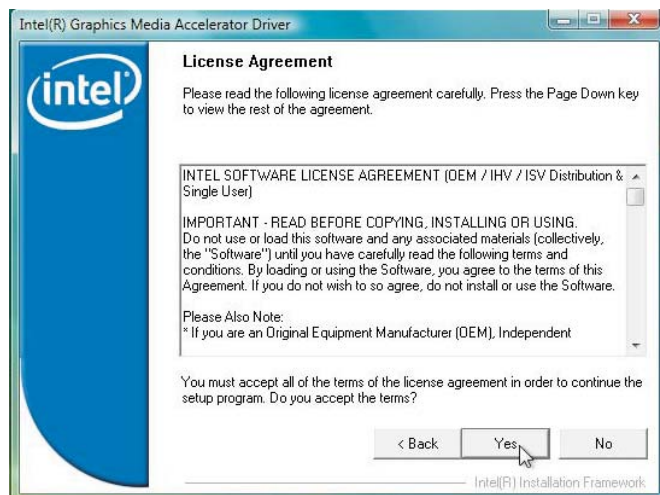 Intel(R) Graphics Media Accelerator Driver
intel
License Agreement
Please read the following license agreement carefully. Press the Page Down key
to view the rest of the agreement.
INTEL SOFTWARE LICENSE AGREEMENT (OEM / IHV / ISV Distribution &
Single User)
IMPORTANT - READ BEFORE COPYING, INSTALLING OR USING.
Do not use or load this software and any associated materials (collectively,
the "Software") until you have carefully read the following terms and
conditions. By loading or using the Software, you agree to the terms of this
Agreement. If you do not wish to so agree, do not install or use the Software.
Please Also Note:
* If you are an Original Equipment Manufacturer (OEM), Independent
You must accept all of the terms of the license agreement in order to continue the
setup program. Do you accept the terms?
< Back Yes No
Intel(R) Installation Framework